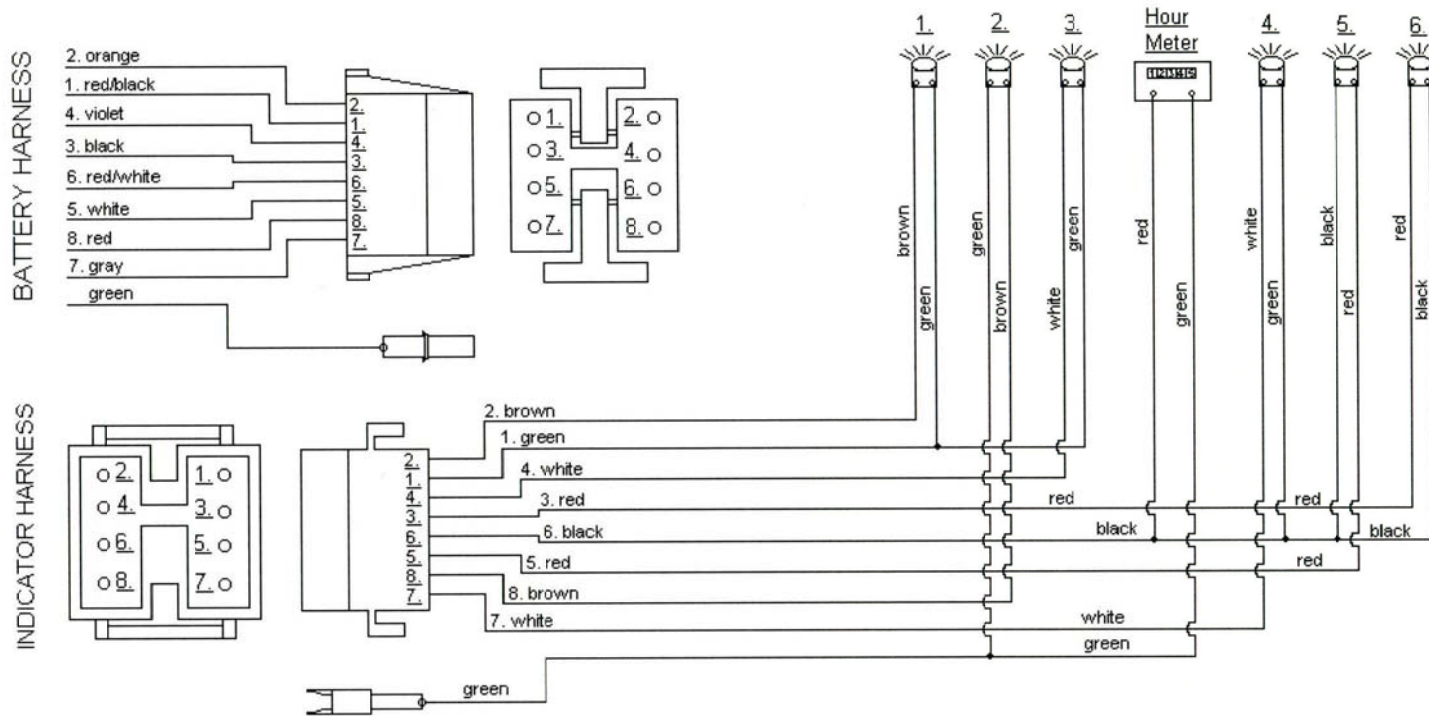 1.
2.
3.
Hour
Meter
4.
5.
6.
12345
BATTERY HARNESS
2. orange
1. red/black
4. violet
3. black
6. red/white
5. white
8. red
7. gray
green
2.
1.
4.
3.
6.
5.
8.
7.
1. 2.
3. 4.
5. 6.
7. 8.
brown
green
green
brown
white
green
red
green
white
green
black
red
red
black
INDICATOR HARNESS
2. 1.
4. 3.
6. 5.
8. 7.
2.
1.
4.
3.
6.
5.
8.
7.
2. brown
1. green
4. white
3. red red red
6. black black black
5. red red
8. brown
7. white white
green
green